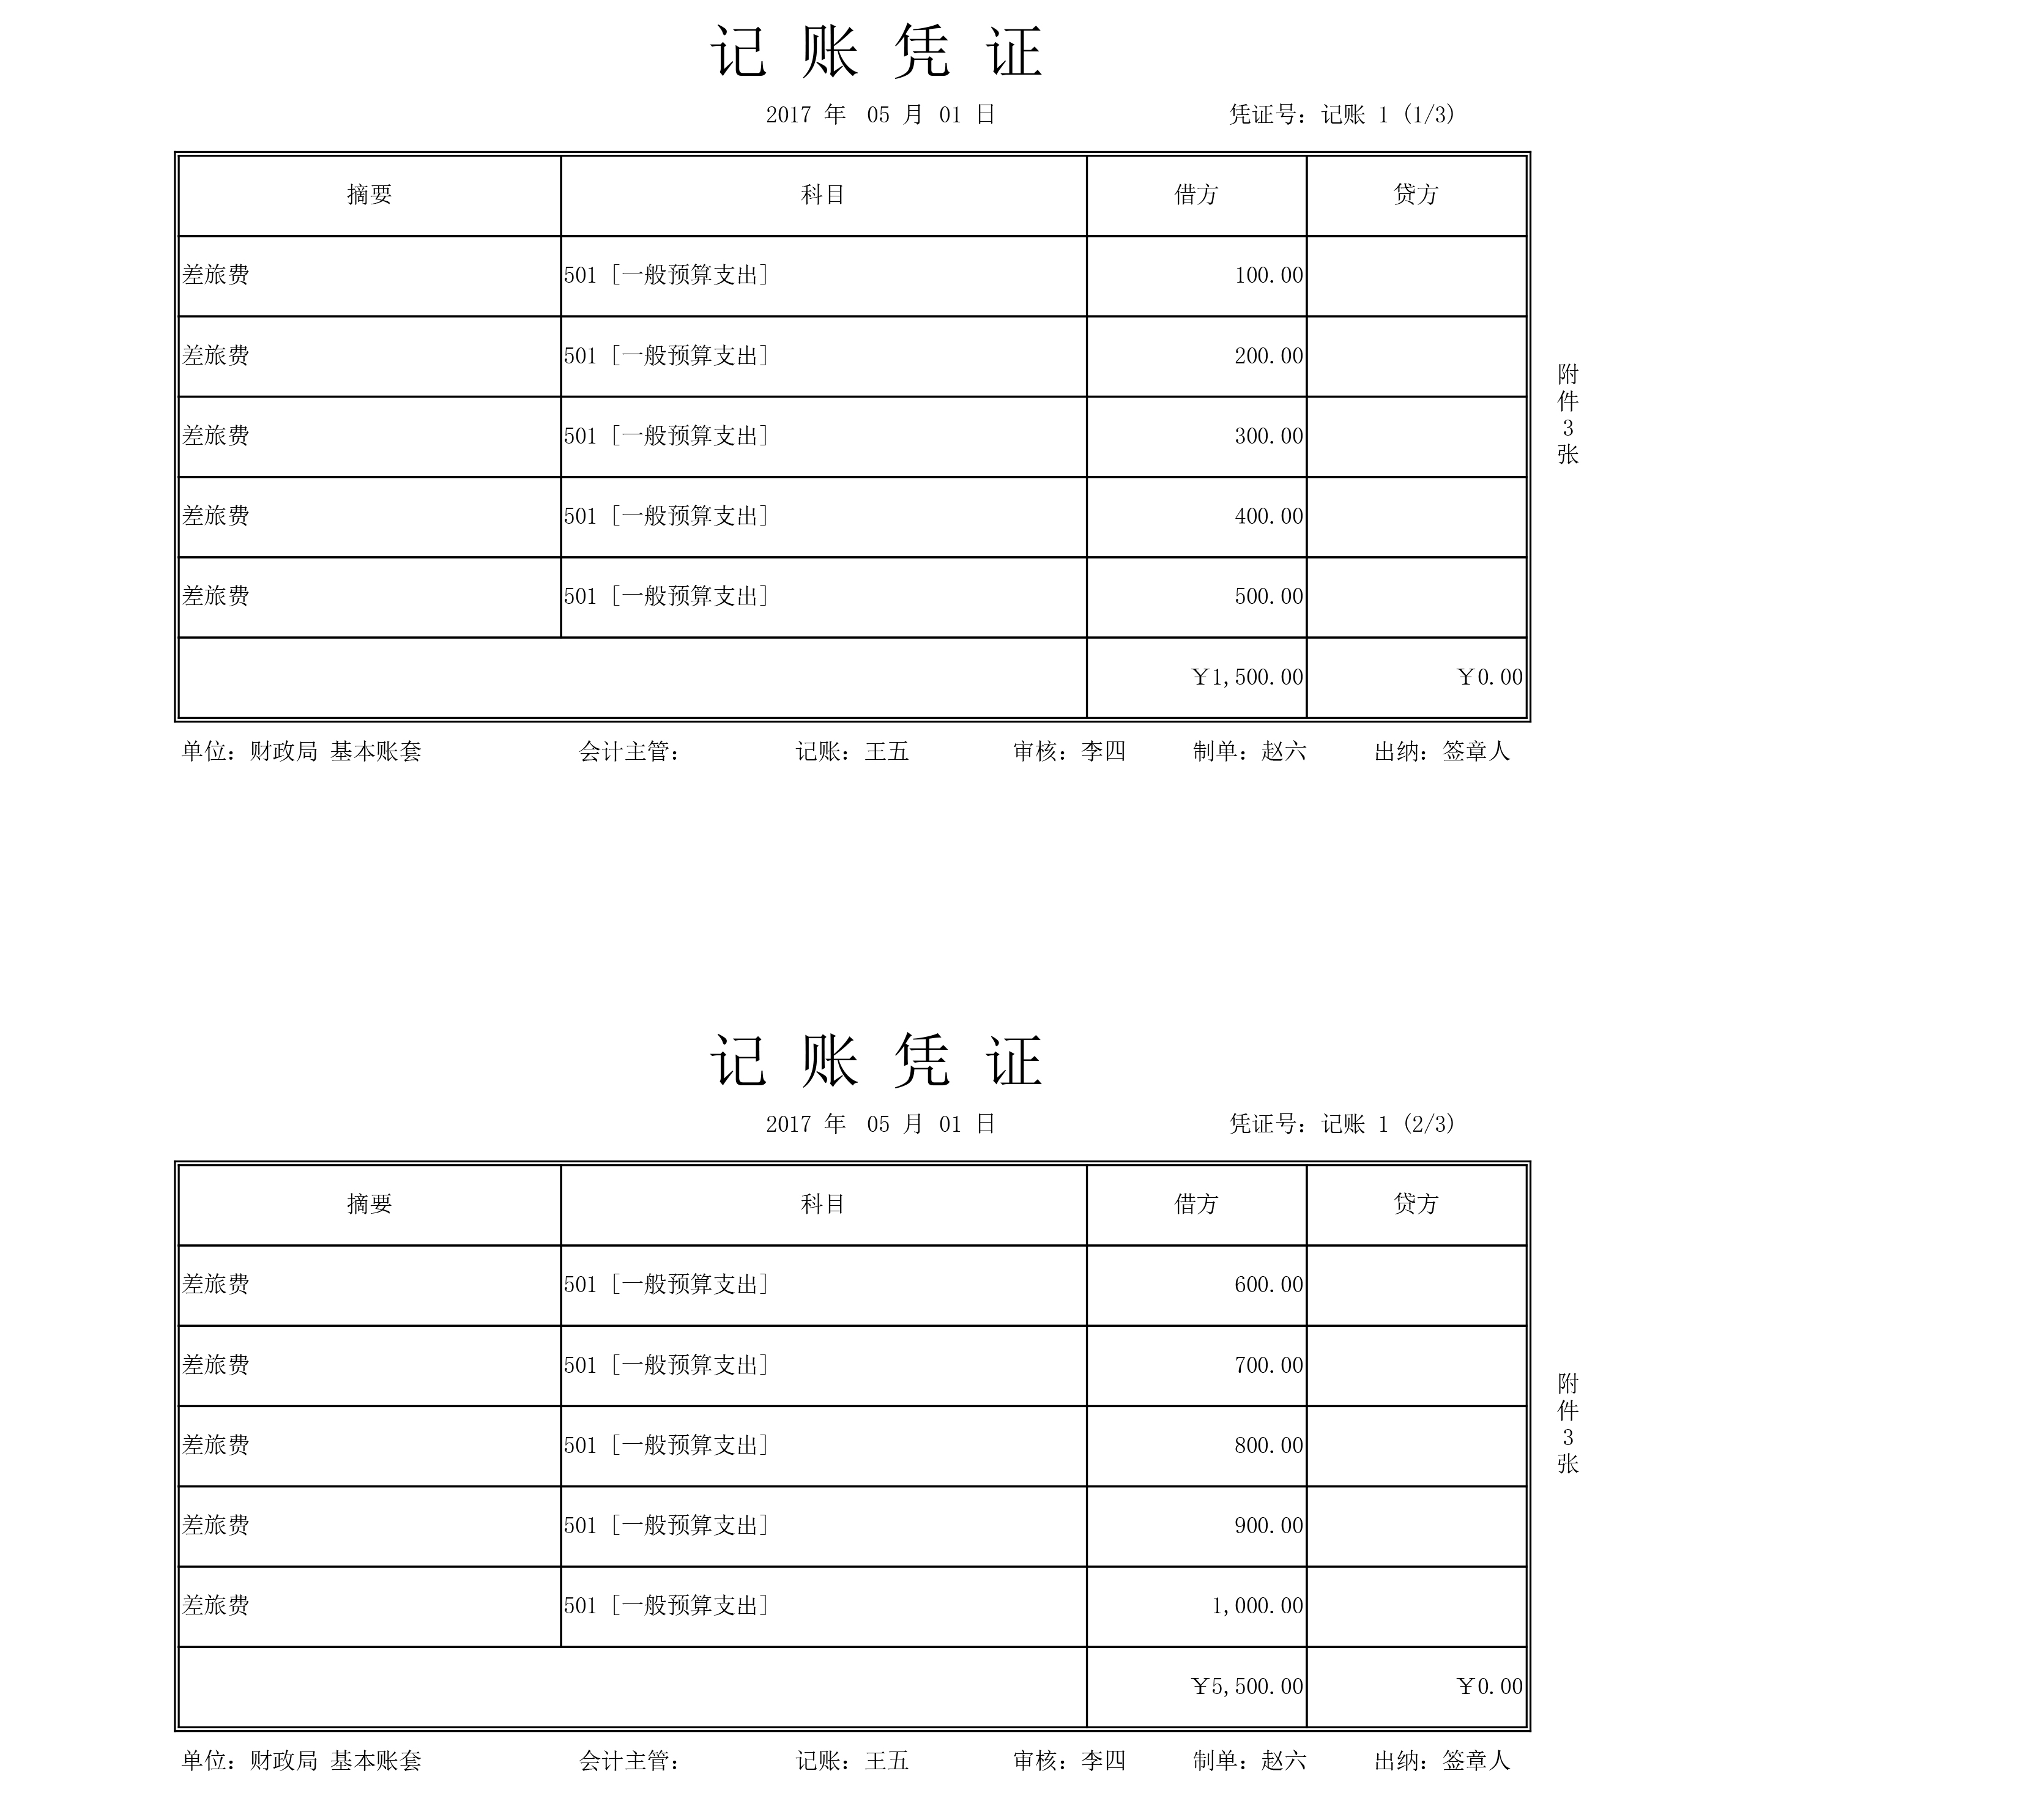 记 账 凭 证
2017 年 05 月 01 日 凭证号：记账 1 (1/3)
摘要 科目 借方 贷方
差旅费 501 [一般预算支出] 100.00
差旅费 501 [一般预算支出] 200.00
差旅费 501 [一般预算支出] 300.00
差旅费 501 [一般预算支出] 400.00
差旅费 501 [一般预算支出] 500.00
￥1,500.00 ￥0.00
附件3张
单位：财政局 基本账套 会计主管： 记账：王五 审核：李四 制单：赵六 出纳：签章人
记 账 凭 证
2017 年 05 月 01 日 凭证号：记账 1 (2/3)
摘要 科目 借方 贷方
差旅费 501 [一般预算支出] 600.00
差旅费 501 [一般预算支出] 700.00
差旅费 501 [一般预算支出] 800.00
差旅费 501 [一般预算支出] 900.00
差旅费 501 [一般预算支出] 1,000.00
￥5,500.00 ￥0.00
附件3张
单位：财政局 基本账套 会计主管： 记账：王五 审核：李四 制单：赵六 出纳：签章人